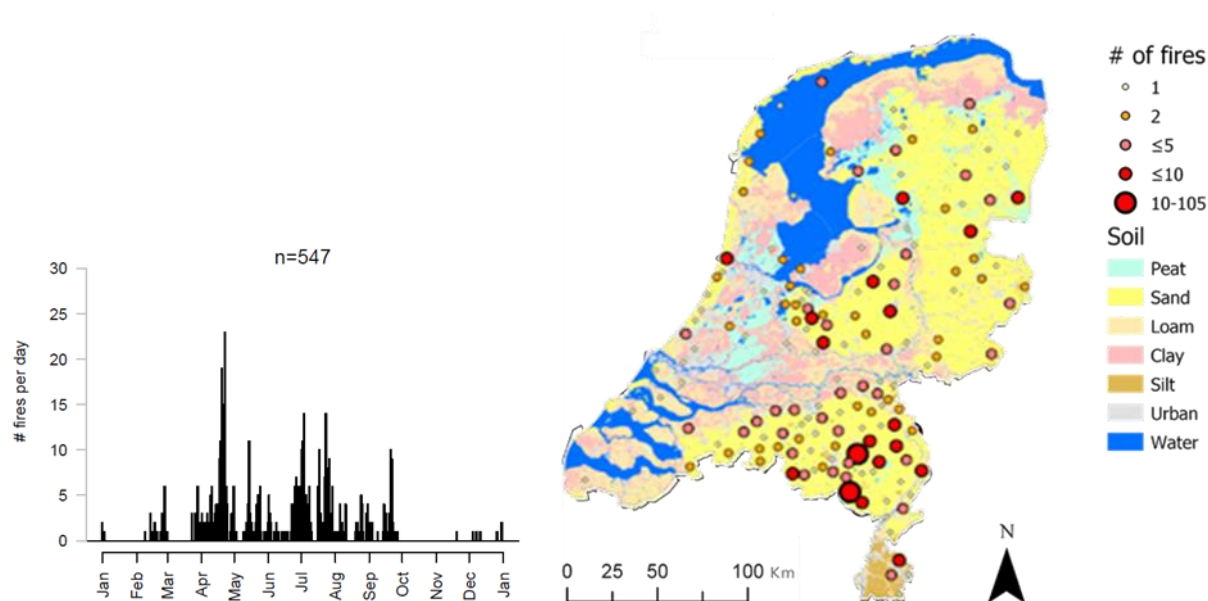 n=547
30
25
20
15
10
5
0
# fires per day
Jan
Feb
Mar
Apr
May
Jun
Jul
Aug
Sep
Oct
Nov
Dec
Jan
# of fires
1
2
≤5
≤10
10-105
Soil
Peat
Sand
Loam
Clay
Silt
Urban
Water
N
0 25 50 100 Km